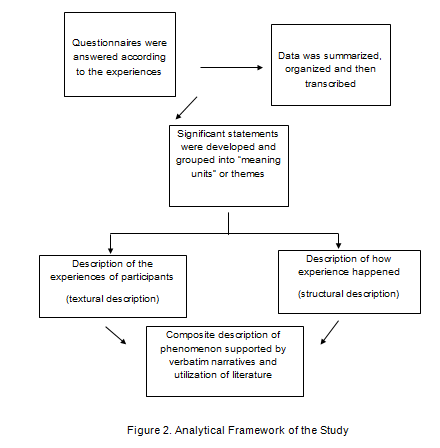 Questionnaires were
answered according
to the experiences
Data was summarized,
organized and then
transcribed
Significant statements
were developed and
grouped into “meaning
units” or themes
Description of the
experiences of participants
(textural description)
Description of how
experience happened
(structural description)
Composite description of
phenomenon supported by
verbatim narratives and
utilization of literature
Figure 2. Analytical Framework of the Study